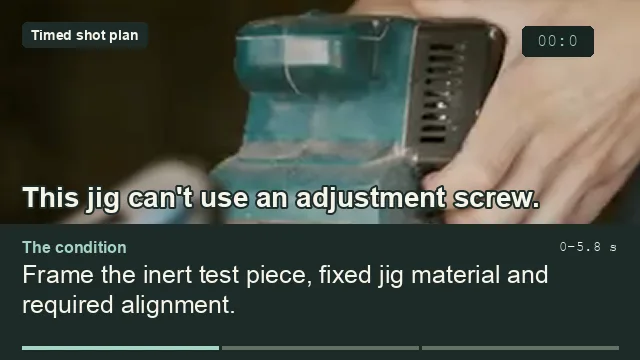 Timed shot plan
00:0
This jig can't use an adjustment screw.
The condition
0–5.8 s
Frame the inert test piece, fixed jig material and
required alignment.